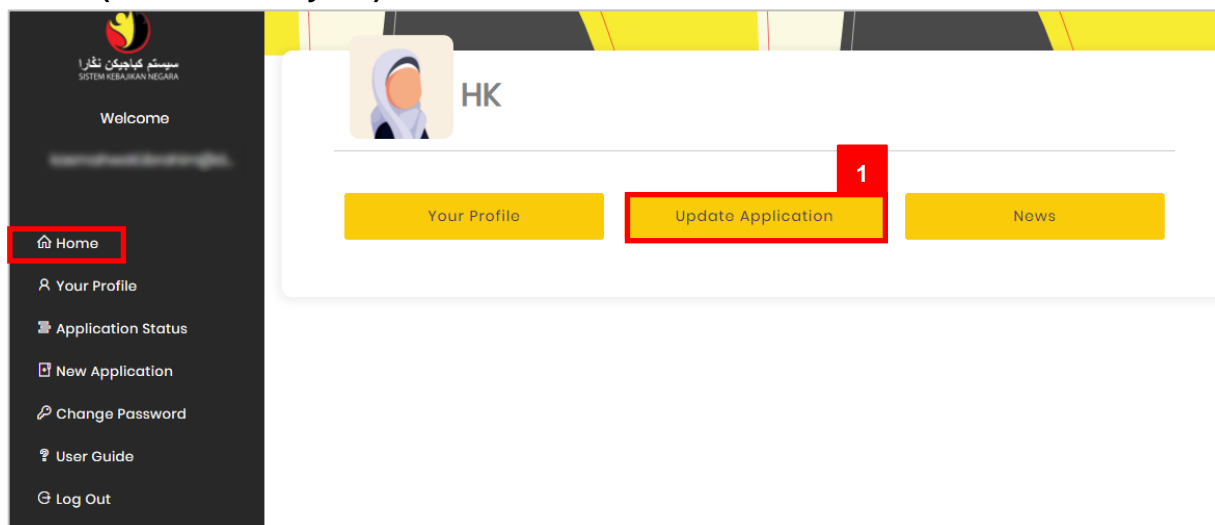 سيستم كباجيكن نݢارا
SISTEM KEBAJIKAN NEGARA
Welcome
Home
Your Profile
Application Status
New Application
Change Password
User Guide
Log Out
HK
1
Your Profile
Update Application
News